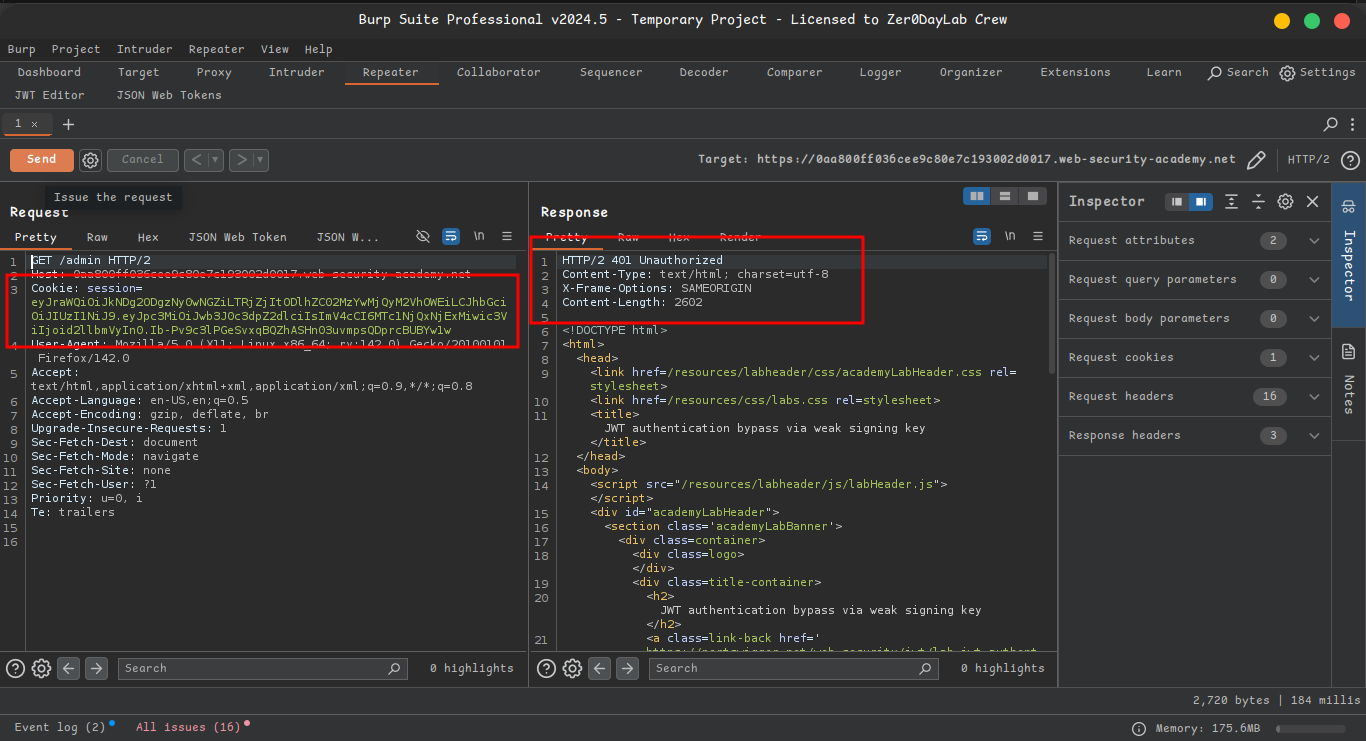 Burp Suite Professional v2024.5 - Temporary Project - Licensed to Zer0DayLab Crew
Burp Project Intruder Repeater View Help
Dashboard Target Proxy Intruder Repeater Collaborator Sequencer Decoder Comparer Logger Organizer Extensions Learn Search Settings
JWT Editor JSON Web Tokens
1 × +
Send Cancel < > Target: https://0aa800ff036cee9c80e7c193002d0017.web-security-academy.net HTTP/2
Issue the request
Request
Pretty Raw Hex JSON Web Token JSON W... \n
1 GET /admin HTTP/2
2 Host: 0aa800ff036cee9c80e7c193002d0017.web-security-academy.net
3 Cookie: session=
4 User-Agent: Mozilla/5.0 (X11; Linux x86_64; rv:142.0) Gecko/20100101
Firefox/142.0
5 Accept:
text/html,application/xhtml+xml,application/xml;q=0.9,*/*;q=0.8
6 Accept-Language: en-US,en;q=0.5
7 Accept-Encoding: gzip, deflate, br
8 Upgrade-Insecure-Requests: 1
9 Sec-Fetch-Dest: document
10 Sec-Fetch-Mode: navigate
11 Sec-Fetch-Site: none
12 Sec-Fetch-User: ?1
13 Priority: u=0, i
14 Te: trailers
15
16
Search 0 highlights
Response
Pretty Raw Hex Render \n
1 HTTP/2 401 Unauthorized
2 Content-Type: text/html; charset=utf-8
3 X-Frame-Options: SAMEORIGIN
4 Content-Length: 2602
5
6 <!DOCTYPE html>
7 <html>
8 <head>
9 <link href=/resources/labheader/css/academyLabHeader.css rel=
stylesheet>
10 <link href=/resources/css/labs.css rel=stylesheet>
11 <title>
JWT authentication bypass via weak signing key
</title>
12 </head>
13 <body>
14 <script src="/resources/labheader/js/labHeader.js">
</script>
15 <div id="academyLabHeader">
16 <section class='academyLabBanner'>
17 <div class=container>
18 <div class=logo>
</div>
19 <div class=title-container>
20 <h2>
JWT authentication bypass via weak signing key
</h2>
21 <a class=link-back href='
Search 0 highlights
Inspector
Request attributes 2
Request query parameters 0
Request body parameters 0
Request cookies 1
Request headers 16
Response headers 3
Inspector
Notes
2,720 bytes | 184 millis
Event log (2) All issues (16) Memory: 175.6MB